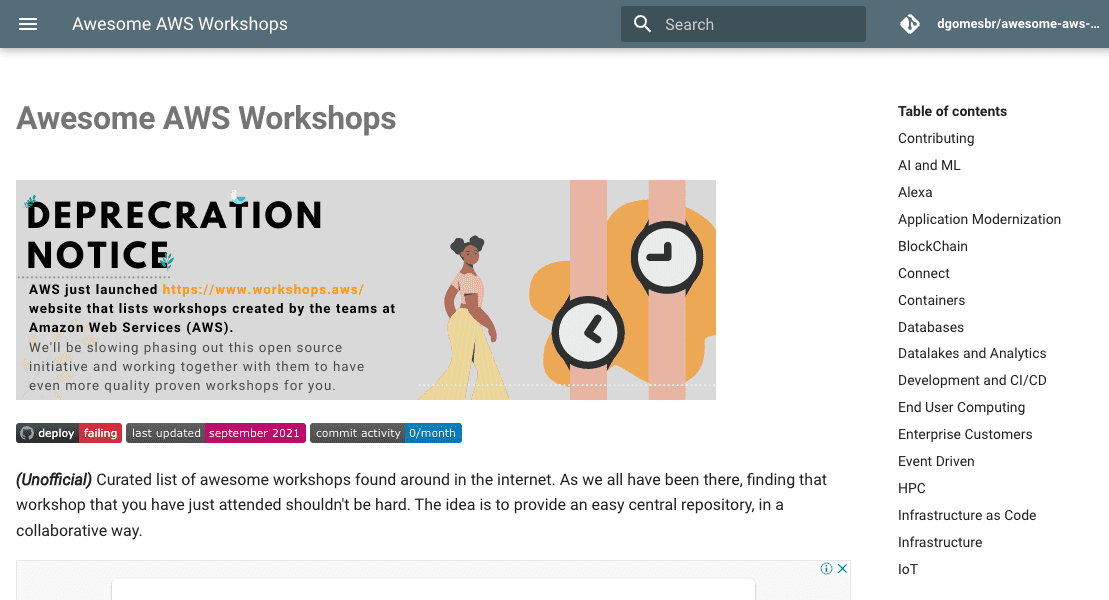 Awesome AWS Workshops
Search
dgomesbr/awesome-aws-...
Awesome AWS Workshops
DEPRECRATION
NOTICE
AWS just launched https://www.workshops.aws/
website that lists workshops created by the teams at
Amazon Web Services (AWS).
We'll be slowing phasing out this open source
initiative and working together with them to have
even more quality proven workshops for you.
deploy failing last updated september 2021 commit activity 0/month
(Unofficial) Curated list of awesome workshops found around in the internet. As we all have been there, finding that
workshop that you have just attended shouldn't be hard. The idea is to provide an easy central repository, in a
collaborative way.
Table of contents
Contributing
AI and ML
Alexa
Application Modernization
BlockChain
Connect
Containers
Databases
Datalakes and Analytics
Development and CI/CD
End User Computing
Enterprise Customers
Event Driven
HPC
Infrastructure as Code
Infrastructure
IoT